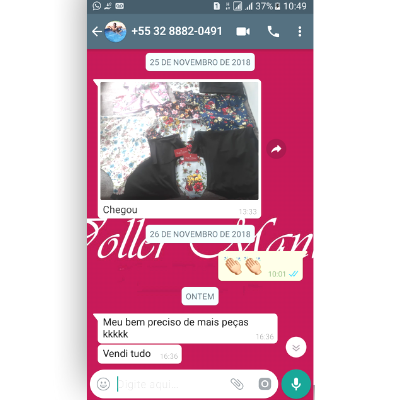 37% 10:49
+55 32 8882-0491
25 DE NOVEMBRO DE 2018
Chegou
13:33
26 DE NOVEMBRO DE 2018
10:01
ONTEM
Meu bem preciso de mais peças
kkkkk
16:36
Vendi tudo
16:36